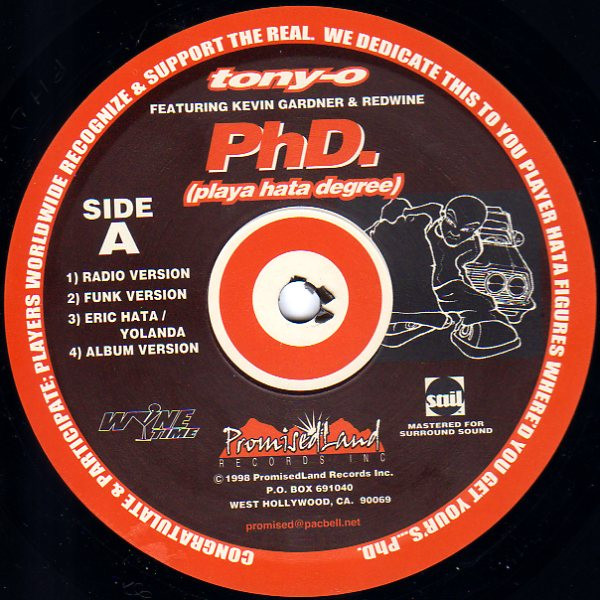 CONGRATULATE & PARTICIPATE; PLAYERS WORLDWIDE RECOGNIZE & SUPPORT THE REAL. WE DEDICATE THIS TO YOU PLAYER HATA FIGURES WHERE'D YOU GET YOUR'S...PhD.
tony-o
FEATURING KEVIN GARDNER & REDWINE
PhD.
(playa hata degree)
SIDE
A
1) RADIO VERSION
2) FUNK VERSION
3) ERIC HATA /
YOLANDA
4) ALBUM VERSION
WYNE
TIME
sail
MASTERED FOR
SURROUND SOUND
PromisedLand
RECORDS INC
© 1998 PromisedLand Records Inc.
P.O. BOX 691040
WEST HOLLYWOOD, CA. 90069
promised@pacbell.net